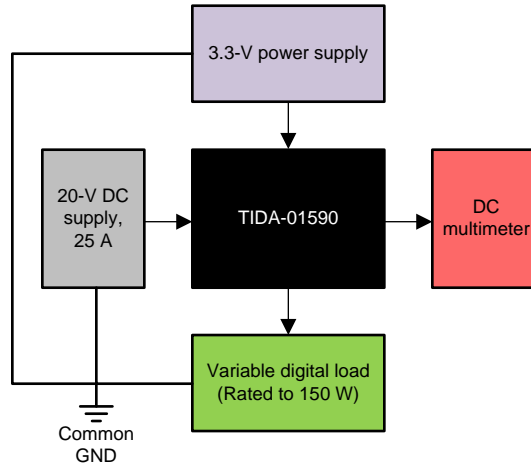 3.3-V power supply
20-V DC
supply,
25 A
TIDA-01590
DC
multimeter
Variable digital load
(Rated to 150 W)
Common
GND